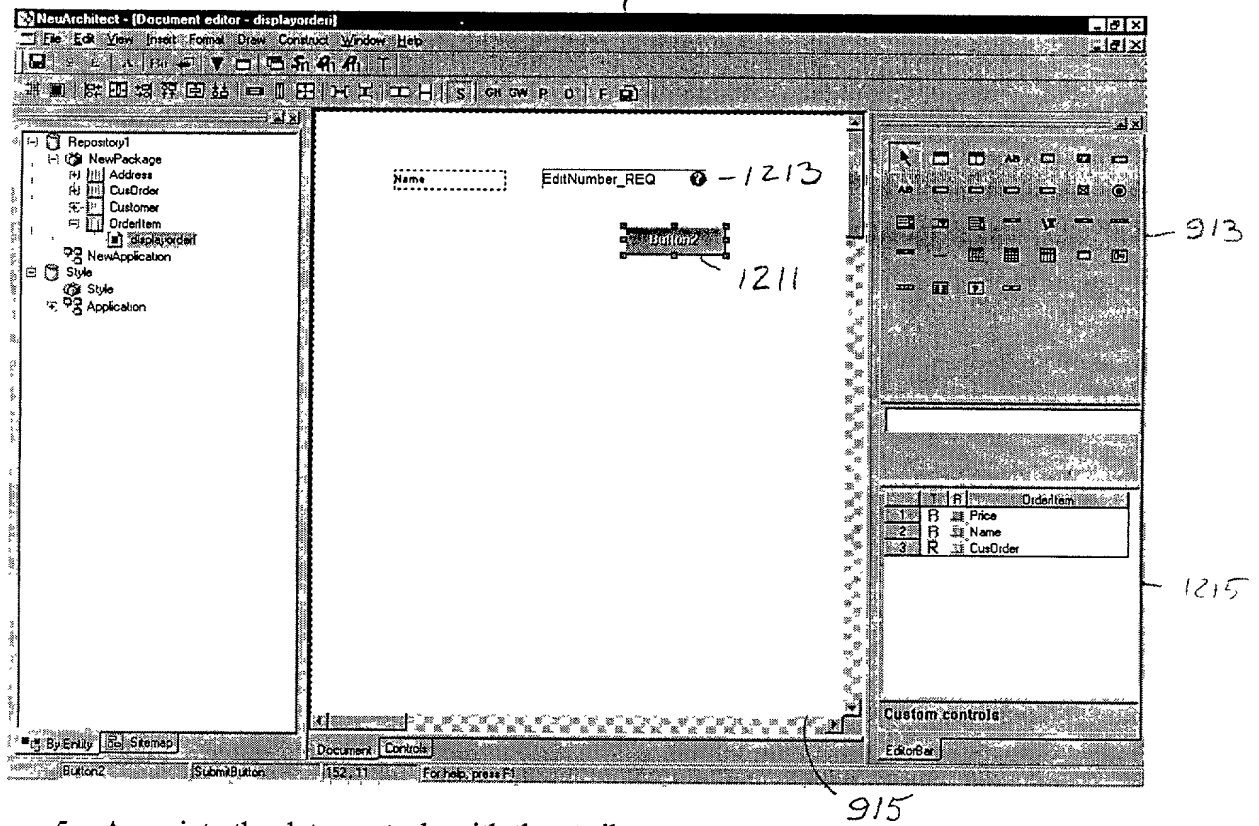 NeuArchitect - [Document editor - displayorderi]
File Edit View Insert Format Draw Construct Window Help
S GH GW P O F
Repository1
NewPackage
Address
CusOrder
Customer
OrderItem
displayorderi
NewApplication
Style
Style
Application
By Entity Sitemap
Name EditNumber_REQ ? 1213
Button2
1211
Document Controls
913
T R OrderItem
1 B Price
2 B Name
3 R CusOrder
1215
Custom controls
EditorBar
Button2 SubmitButton 152, 11 For help, press F1
915